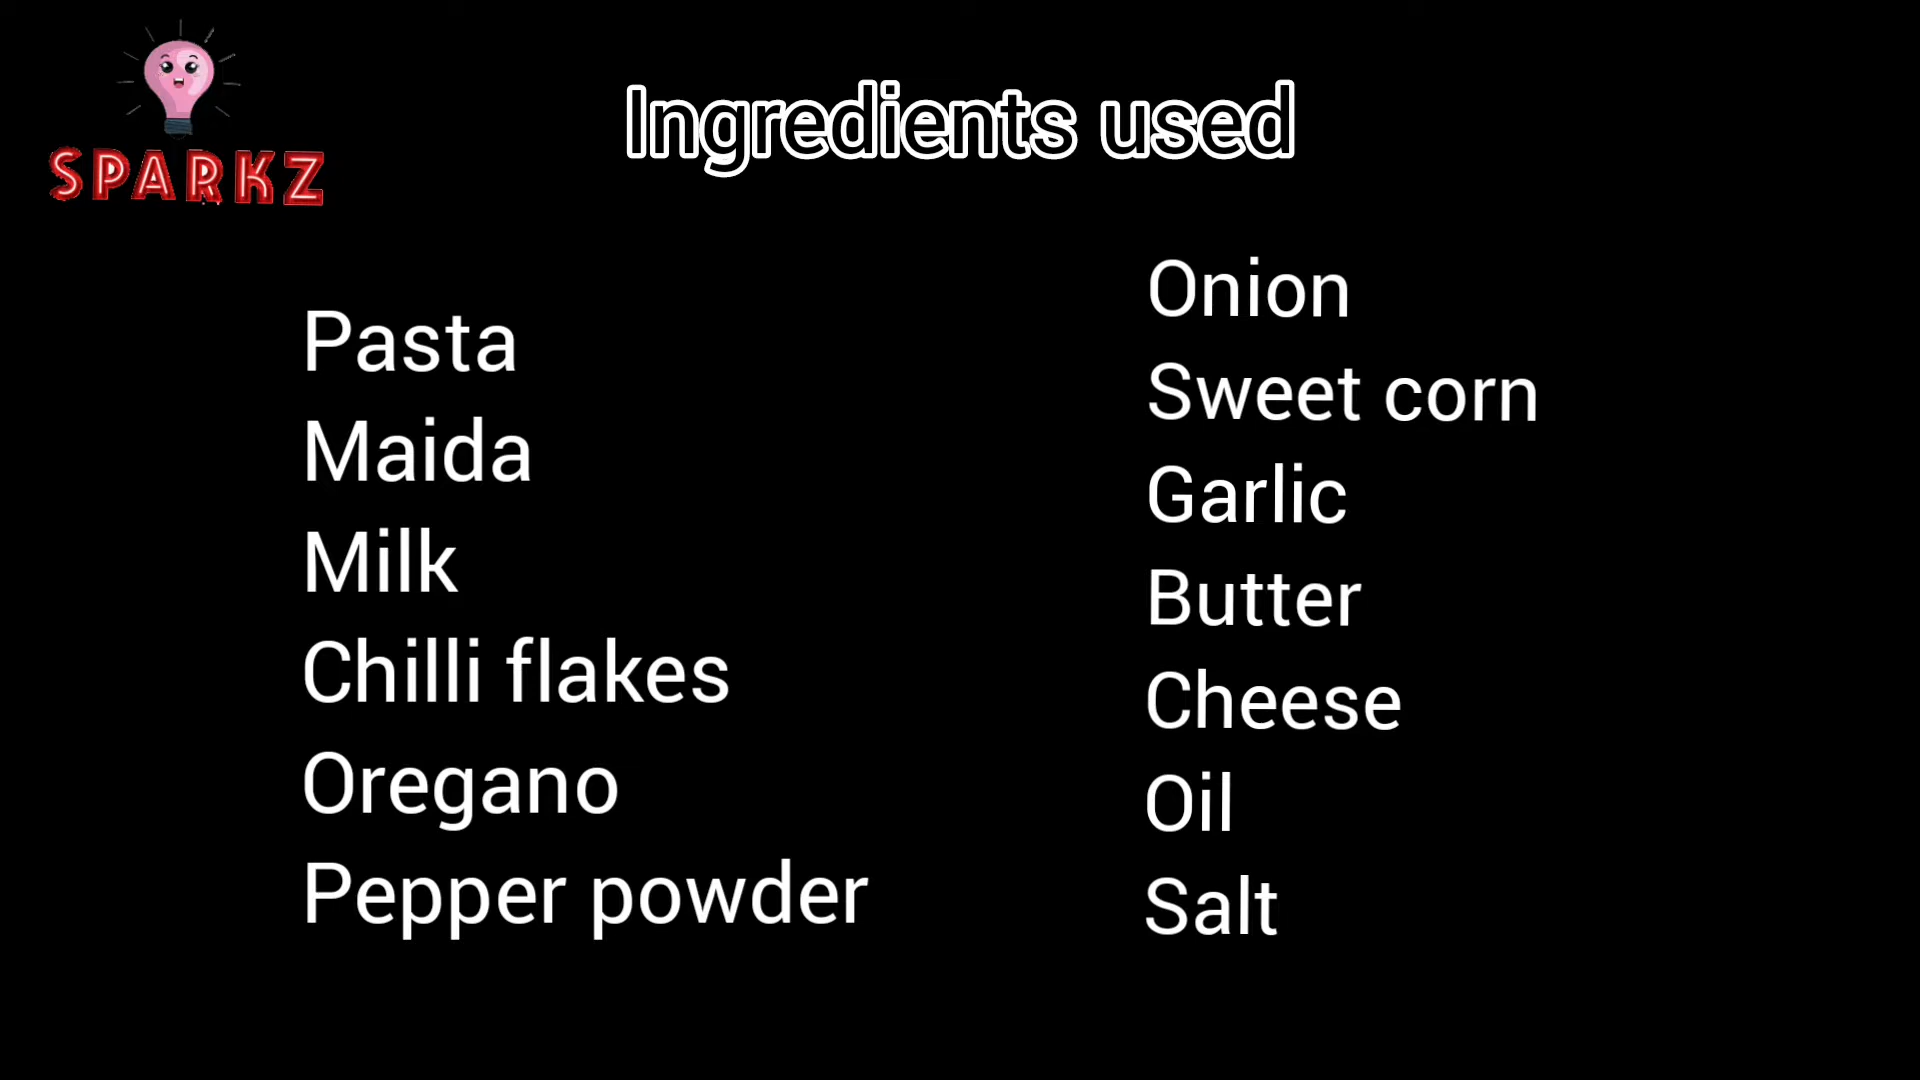 SPARKZ
Ingredients used
Pasta
Maida
Milk
Chilli flakes
Oregano
Pepper powder
Onion
Sweet corn
Garlic
Butter
Cheese
Oil
Salt